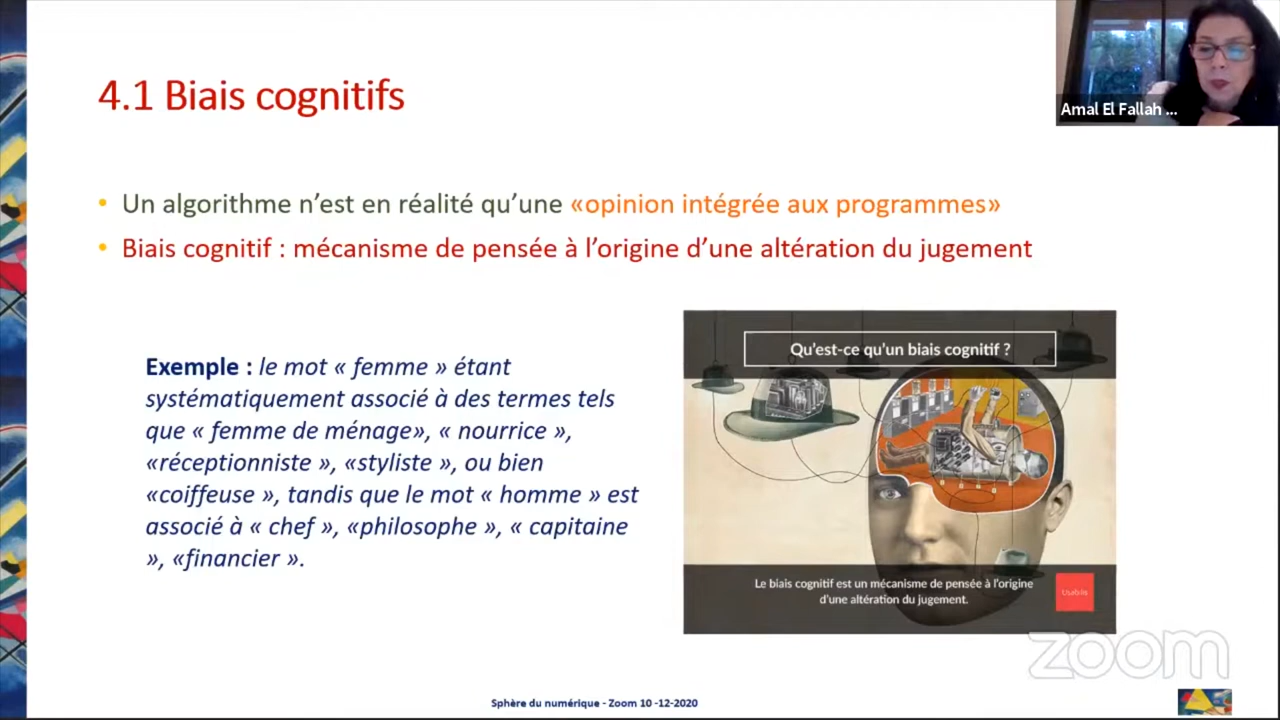 4.1 Biais cognitifs
Amal El Fallah ...
• Un algorithme n’est en réalité qu’une «opinion intégrée aux programmes»
• Biais cognitif : mécanisme de pensée à l’origine d’une altération du jugement
Exemple : le mot « femme » étant
systématiquement associé à des termes tels
que « femme de ménage», « nourrice »,
«réceptionniste », «styliste », ou bien
«coiffeuse », tandis que le mot « homme » est
associé à « chef », «philosophe », « capitaine
», «financier ».
Qu’est-ce qu’un biais cognitif ?
Le biais cognitif est un mécanisme de pensée à l’origine
d’une altération du jugement.
Usabilis
zoom
Sphère du numérique - Zoom 10 -12-2020